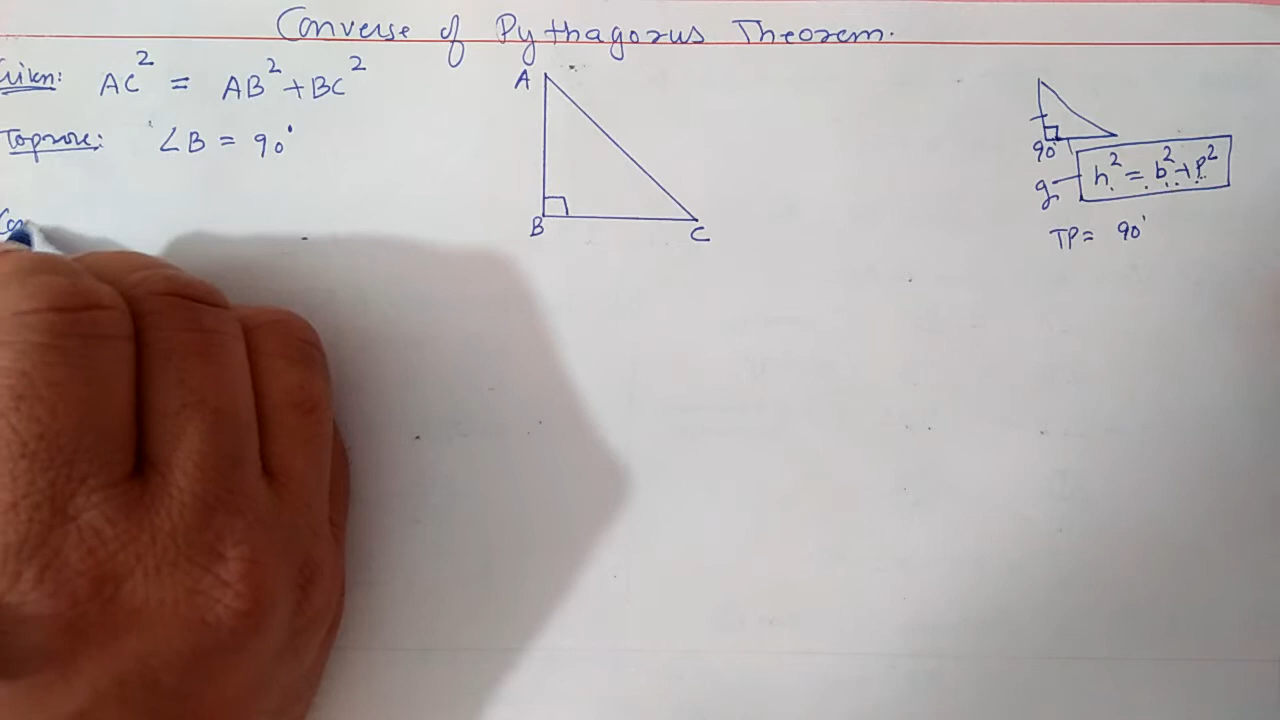 Converse of Pythagorus Theorem.
Given: AC² = AB² + BC²
To prove: ∠B = 90°
A
B
C
90°
g h² = b² + p²
TP = 90°